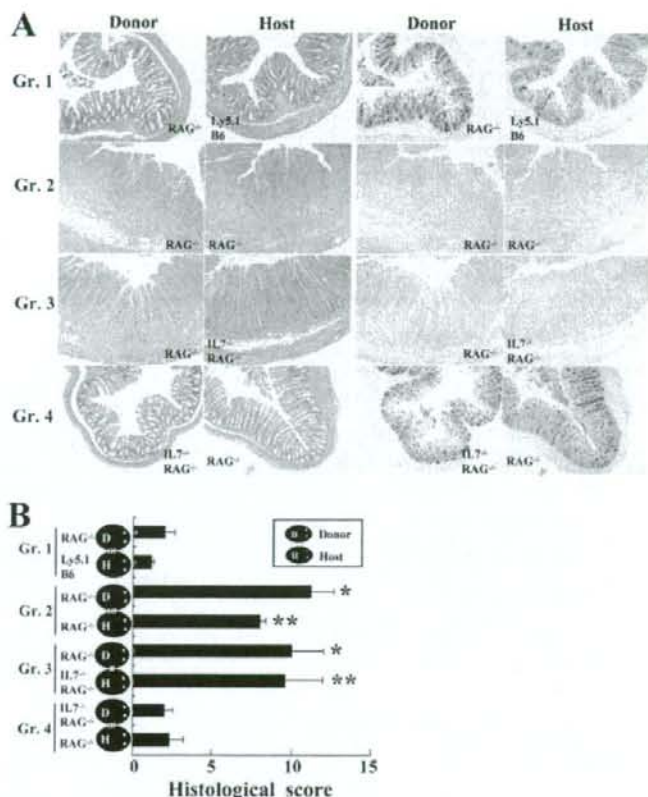 A
Donor Host Donor Host
Gr. 1
RAG-/-
Ly5.1
B6
RAG-/-
Ly5.1
B6
Gr. 2
RAG-/- RAG-/- RAG-/- RAG-/-
Gr. 3
RAG-/-
IL7-/-
RAG-/-
RAG-/-
IL7-/-
RAG-/-
Gr. 4
IL7-/-
RAG-/-
RAG-/-
IL7-/-
RAG-/-
RAG-/-
B
Gr. 1
RAG-/- D
Ly5.1
B6
H
Gr. 2
RAG-/- D *
RAG-/- H **
Gr. 3
RAG-/- D *
IL7-/-
RAG-/-
H **
Gr. 4
IL7-/-
RAG-/-
D
RAG-/- H
D Donor
H Host
0 5 10 15
Histological score